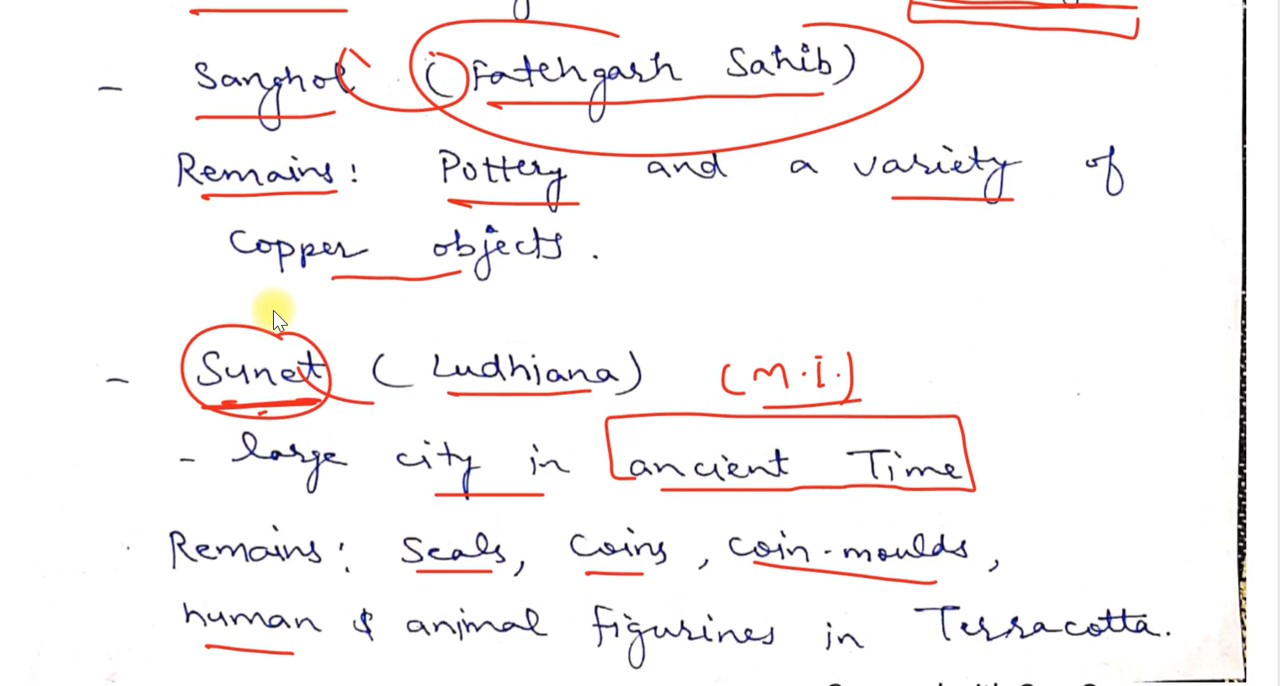 - Sanghol (Fatehgarh Sahib)
Remains: Pottery and a variety of
Copper objects.
- Sunet (Ludhiana) (M.I.)
- large city in ancient Time
Remains: Seals, Coins, coin-moulds,
human & animal figurines in Terracotta.